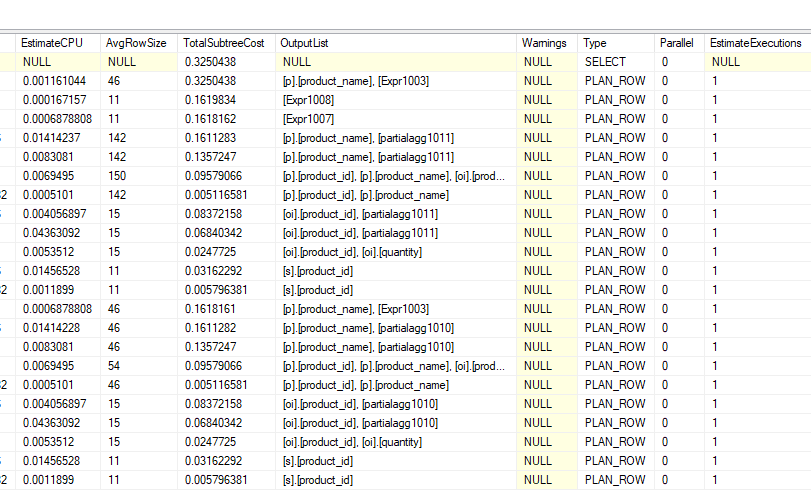 EstimateCPU AvgRowSize TotalSubtreeCost OutputList Warnings Type Parallel EstimateExecutions
NULL NULL 0.3250438 NULL NULL SELECT 0 NULL
0.001161044 46 0.3250438 [p].[product_name], [Expr1003] NULL PLAN_ROW 0 1
0.000167157 11 0.1619834 [Expr1008] NULL PLAN_ROW 0 1
0.0006878808 11 0.1618162 [Expr1007] NULL PLAN_ROW 0 1
0.01414237 142 0.1611283 [p].[product_name], [partialagg1011] NULL PLAN_ROW 0 1
0.0083081 142 0.1357247 [p].[product_name], [partialagg1011] NULL PLAN_ROW 0 1
0.0069495 150 0.09579066 [p].[product_id], [p].[product_name], [oi].[prod... NULL PLAN_ROW 0 1
32 0.0005101 142 0.005116581 [p].[product_id], [p].[product_name] NULL PLAN_ROW 0 1
0.004056897 15 0.08372158 [oi].[product_id], [partialagg1011] NULL PLAN_ROW 0 1
0.04363092 15 0.06840342 [oi].[product_id], [partialagg1011] NULL PLAN_ROW 0 1
0.0053512 15 0.0247725 [oi].[product_id], [oi].[quantity] NULL PLAN_ROW 0 1
0.01456528 11 0.03162292 [s].[product_id] NULL PLAN_ROW 0 1
32 0.0011899 11 0.005796381 [s].[product_id] NULL PLAN_ROW 0 1
0.0006878808 46 0.1618161 [p].[product_name], [Expr1003] NULL PLAN_ROW 0 1
0.01414228 46 0.1611282 [p].[product_name], [partialagg1010] NULL PLAN_ROW 0 1
0.0083081 46 0.1357247 [p].[product_name], [partialagg1010] NULL PLAN_ROW 0 1
0.0069495 54 0.09579066 [p].[product_id], [p].[product_name], [oi].[prod... NULL PLAN_ROW 0 1
32 0.0005101 46 0.005116581 [p].[product_id], [p].[product_name] NULL PLAN_ROW 0 1
0.004056897 15 0.08372158 [oi].[product_id], [partialagg1010] NULL PLAN_ROW 0 1
0.04363092 15 0.06840342 [oi].[product_id], [partialagg1010] NULL PLAN_ROW 0 1
0.0053512 15 0.0247725 [oi].[product_id], [oi].[quantity] NULL PLAN_ROW 0 1
0.01456528 11 0.03162292 [s].[product_id] NULL PLAN_ROW 0 1
32 0.0011899 11 0.005796381 [s].[product_id] NULL PLAN_ROW 0 1